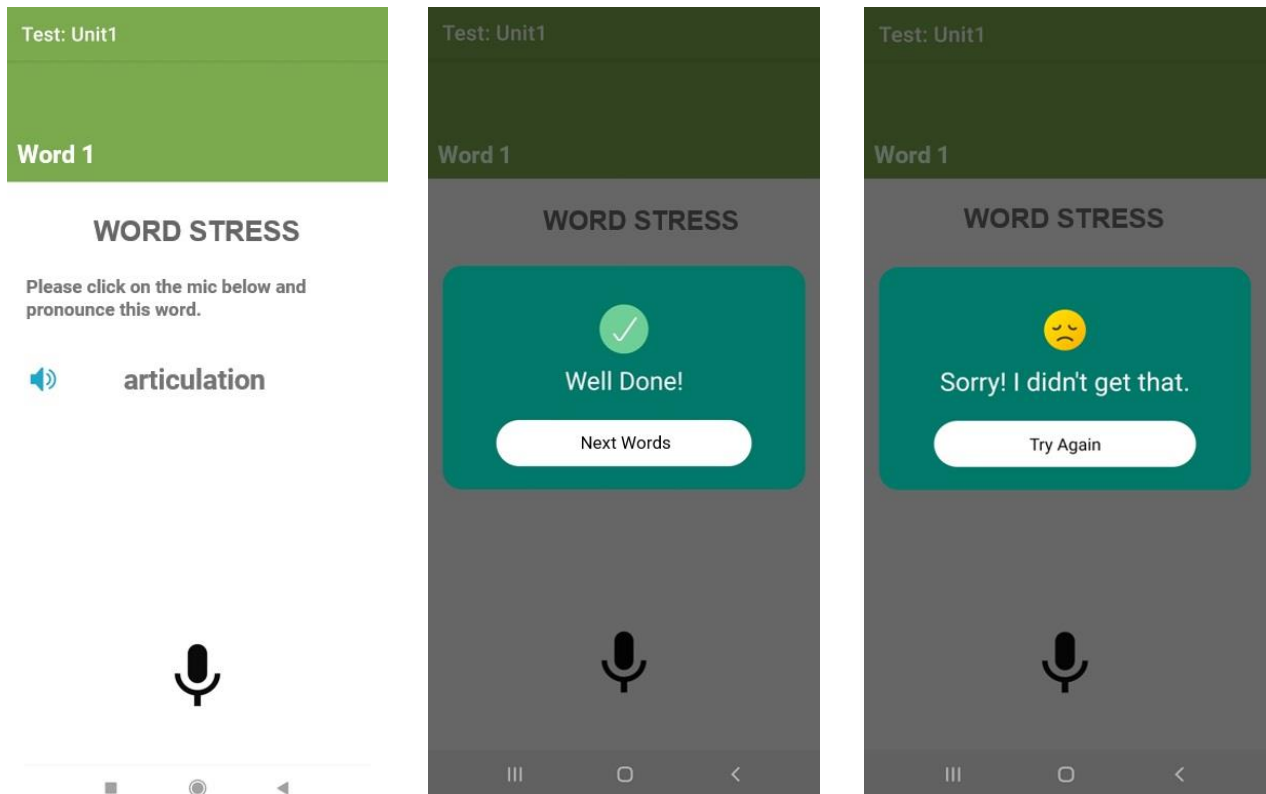 Test: Unit1
Word 1
WORD STRESS
Please click on the mic below and
pronounce this word.
articulation
Test: Unit1
Word 1
WORD STRESS
Well Done!
Next Words
Test: Unit1
Word 1
WORD STRESS
Sorry! I didn't get that.
Try Again